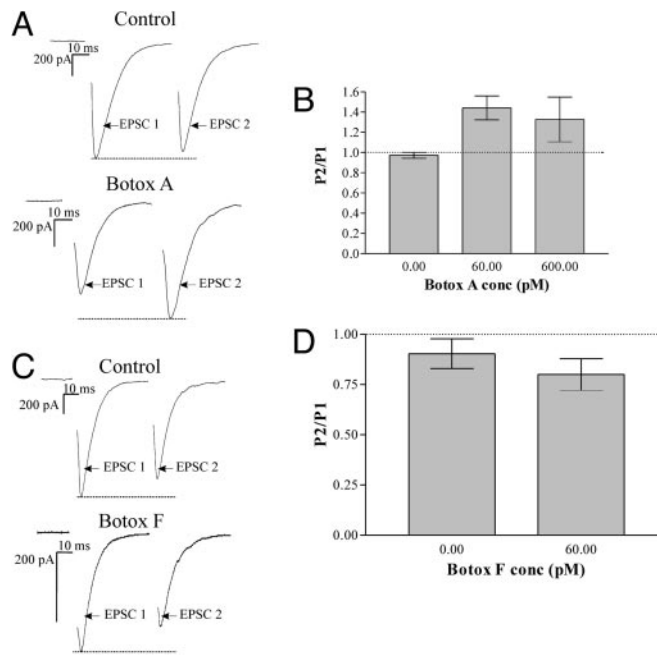 A
Control
10 ms
200 pA
EPSC 1
EPSC 2
Botox A
10 ms
200 pA
EPSC 1
EPSC 2
B
P2/P1
1.6
1.4
1.2
1.0
0.8
0.6
0.4
0.2
0.0
0.00 60.00 600.00
Botox A conc (pM)
C
Control
10 ms
200 pA
EPSC 1
EPSC 2
Botox F
10 ms
200 pA
EPSC 1
EPSC 2
D
P2/P1
1.00
0.75
0.50
0.25
0.00
0.00 60.00
Botox F conc (pM)